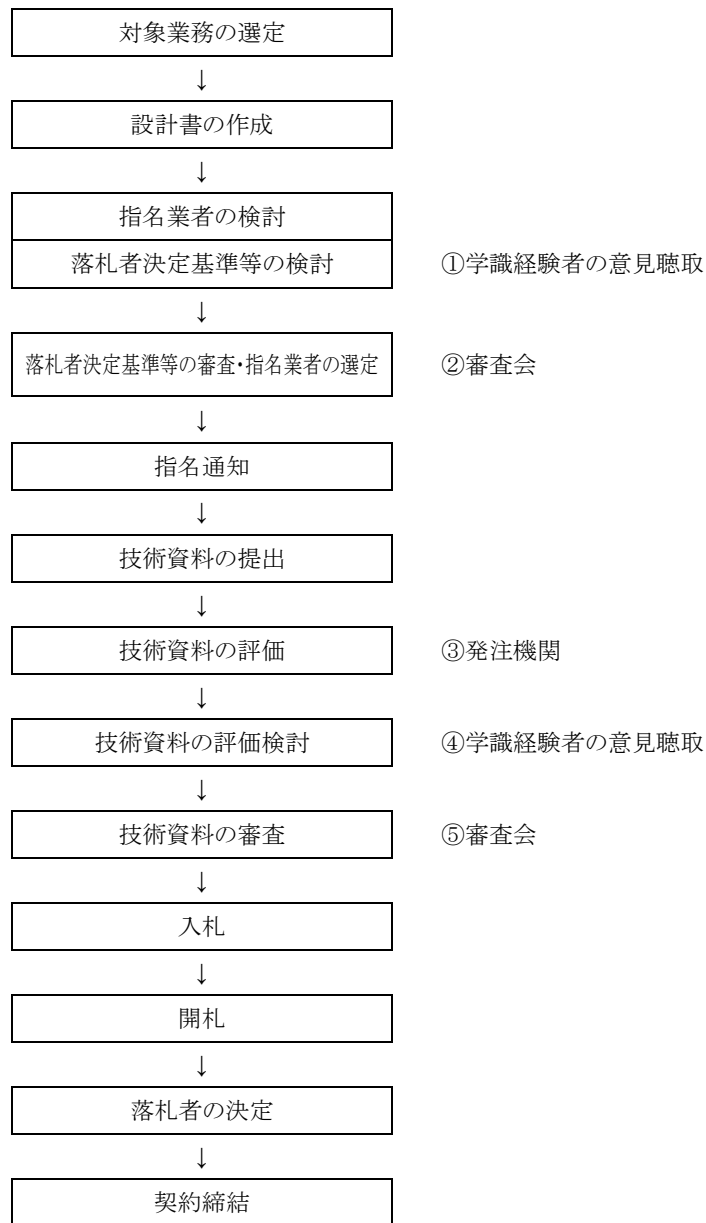 対象業務の選定
↓
設計書の作成
↓
指名業者の検討
落札者決定基準等の検討 ①学識経験者の意見聴取
↓
落札者決定基準等の審査・指名業者の選定 ②審査会
↓
指名通知
↓
技術資料の提出
↓
技術資料の評価 ③発注機関
↓
技術資料の評価検討 ④学識経験者の意見聴取
↓
技術資料の審査 ⑤審査会
↓
入札
↓
開札
↓
落札者の決定
↓
契約締結